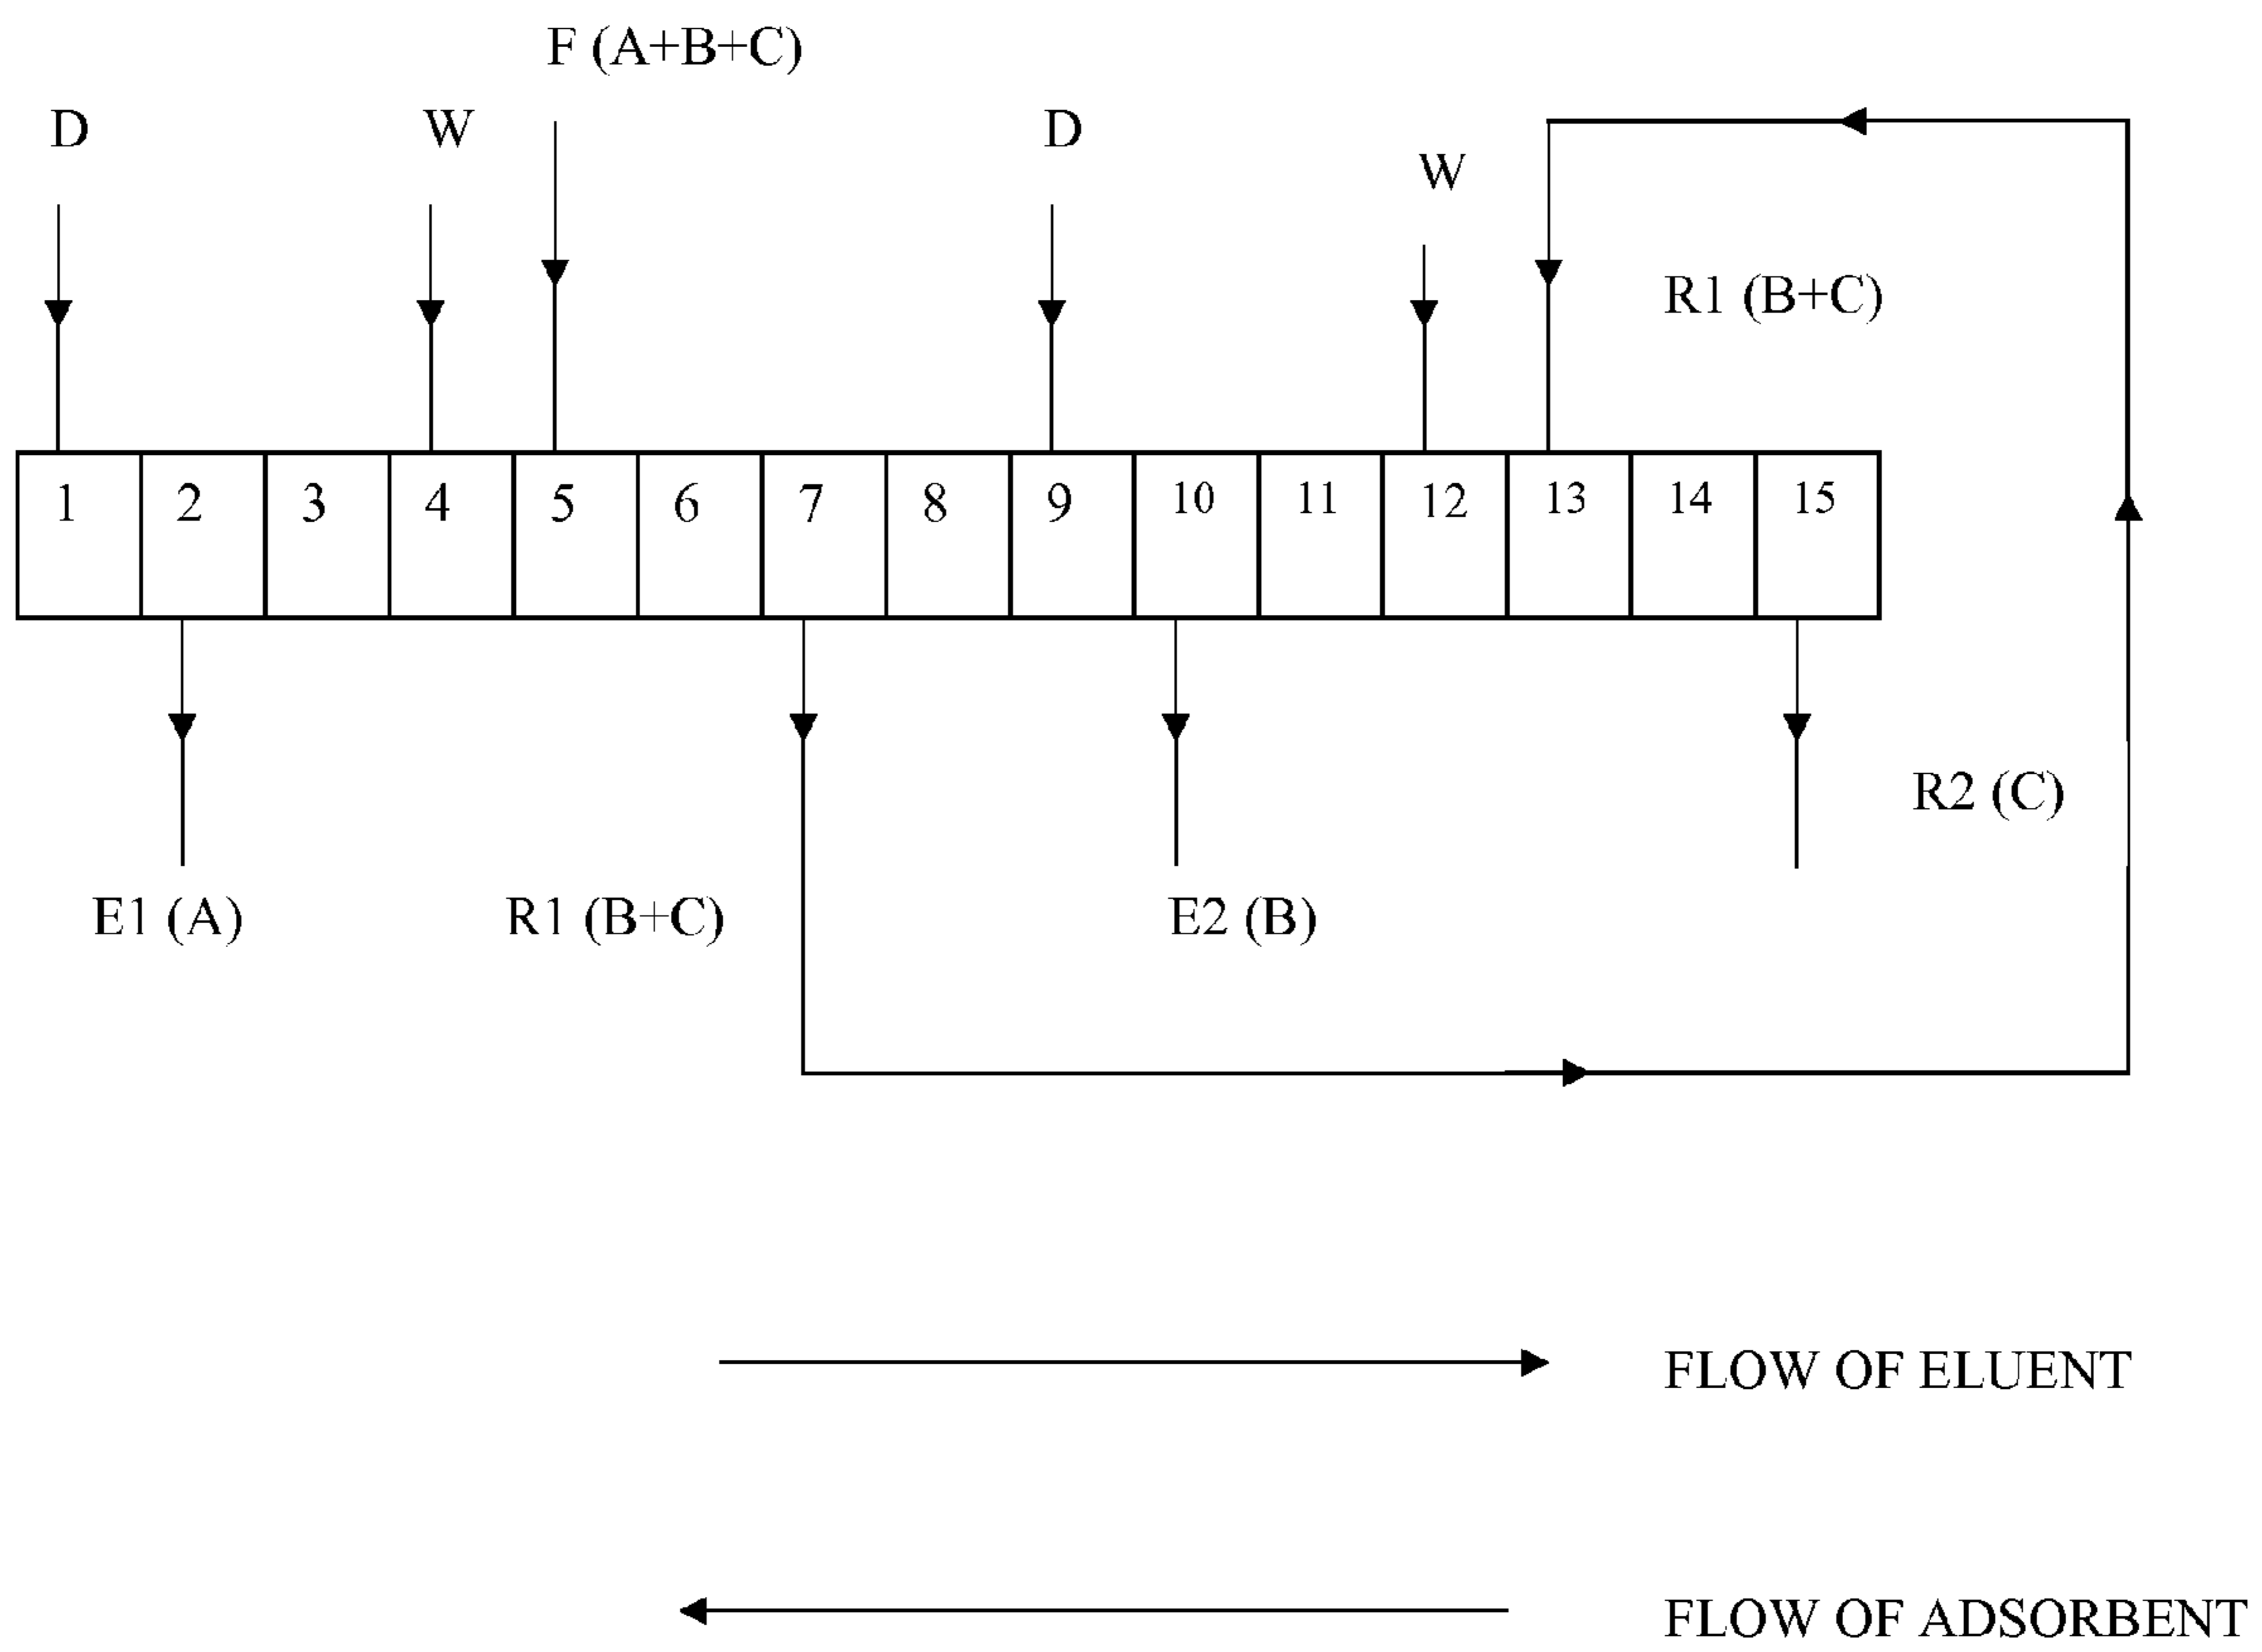 F (A+B+C)
D
W
D
W
R1 (B+C)
1 2 3 4 5 6 7 8 9 10 11 12 13 14 15
R2 (C)
E1 (A)
R1 (B+C)
E2 (B)
FLOW OF ELUENT
FLOW OF ADSORBENT